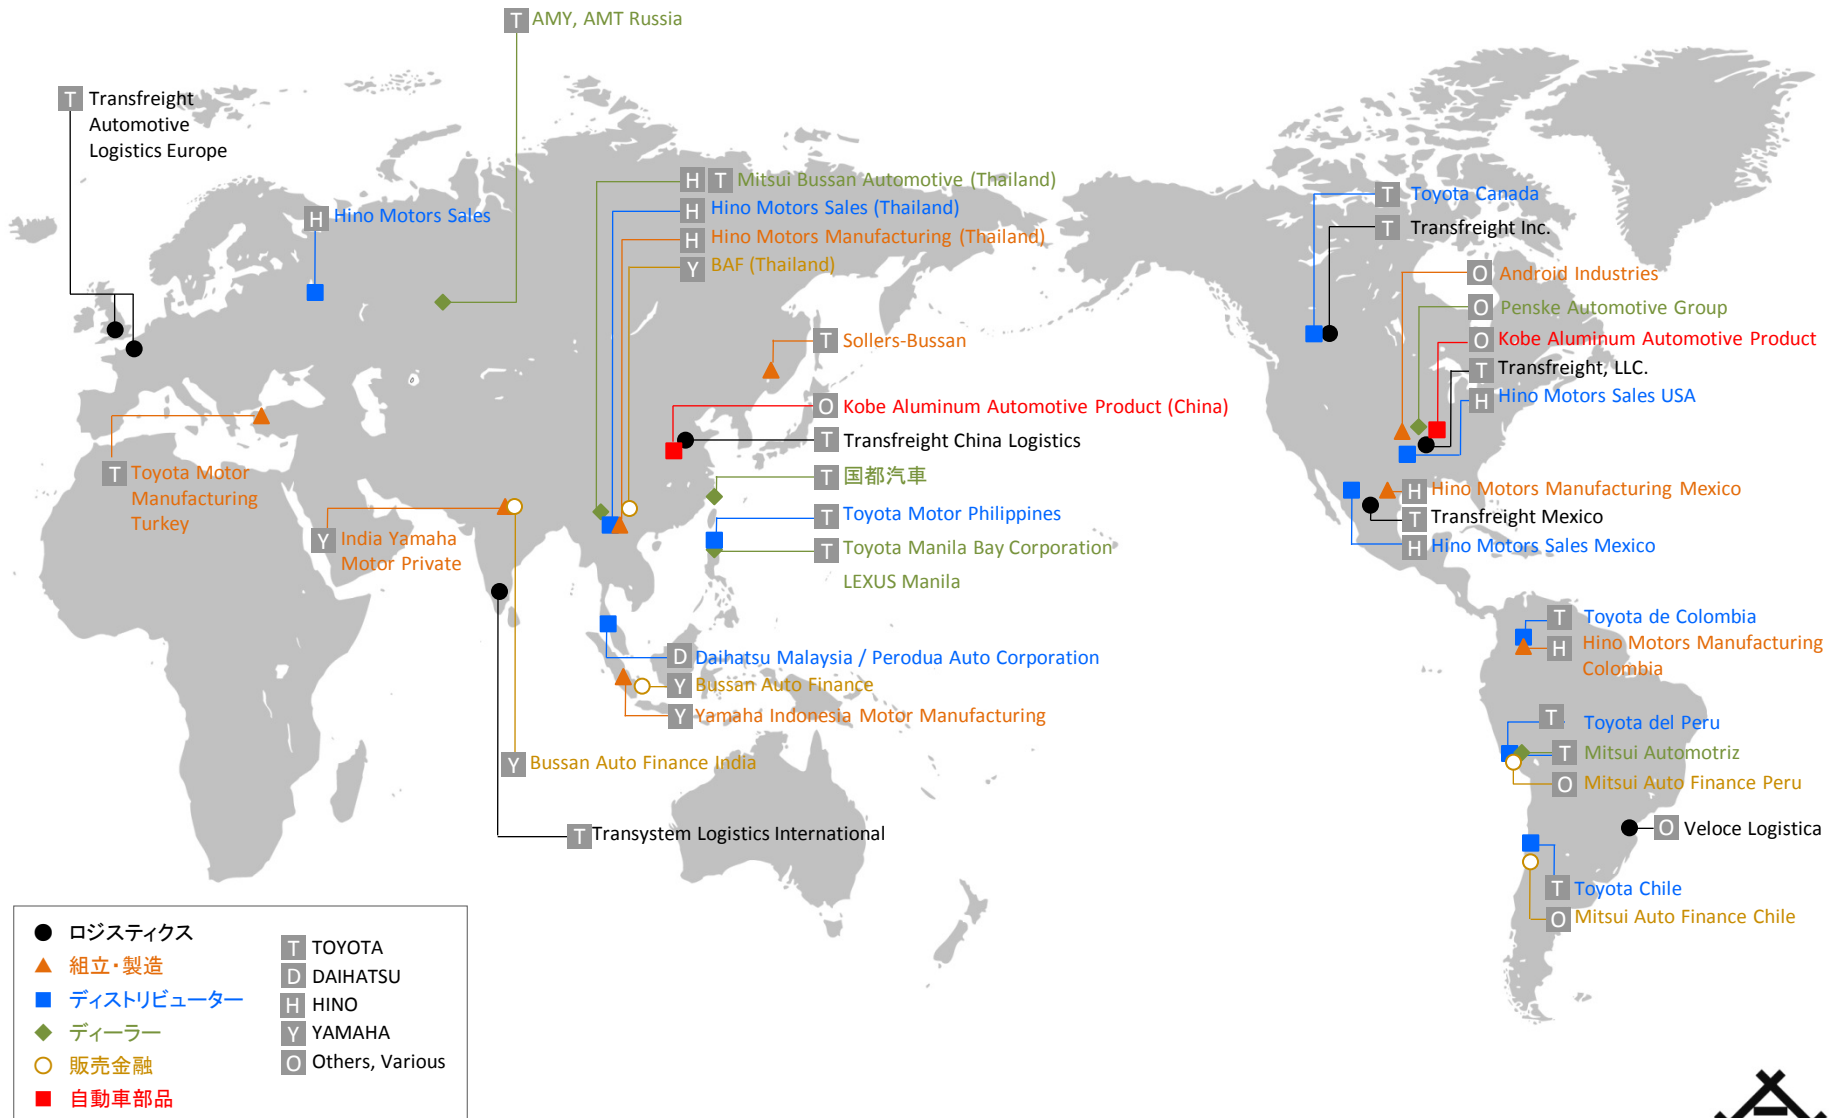 T AMY, AMT Russia
T Transfreight
Automotive
Logistics Europe
H Hino Motors Sales
H T Mitsui Bussan Automotive (Thailand)
H Hino Motors Sales (Thailand)
H Hino Motors Manufacturing (Thailand)
Y BAF (Thailand)
T Sollers-Bussan
O Kobe Aluminum Automotive Product (China)
T Transfreight China Logistics
T 国都汽車
T Toyota Motor Philippines
T Toyota Manila Bay Corporation
LEXUS Manila
T Toyota Motor
Manufacturing
Turkey
Y India Yamaha
Motor Private
D Daihatsu Malaysia / Perodua Auto Corporation
Y Bussan Auto Finance
Y Yamaha Indonesia Motor Manufacturing
Y Bussan Auto Finance India
T Transystem Logistics International
T Toyota Canada
T Transfreight Inc.
O Android Industries
O Penske Automotive Group
O Kobe Aluminum Automotive Product
T Transfreight, LLC.
H Hino Motors Sales USA
H Hino Motors Manufacturing Mexico
T Transfreight Mexico
H Hino Motors Sales Mexico
T Toyota de Colombia
H Hino Motors Manufacturing
Colombia
T Toyota del Peru
T Mitsui Automotriz
O Mitsui Auto Finance Peru
O Veloce Logistica
T Toyota Chile
O Mitsui Auto Finance Chile
ロジスティクス
組立・製造
ディストリビューター
ディーラー
販売金融
自動車部品
T TOYOTA
D DAIHATSU
H HINO
Y YAMAHA
O Others, Various